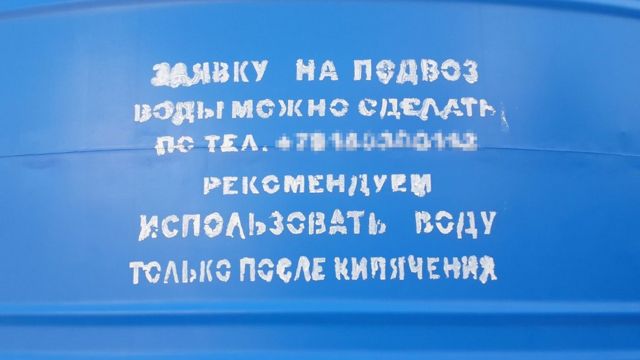 ЗАЯВКУ НА ПОДВОЗ
ВОДЫ МОЖНО СДЕЛАТЬ
ПО ТЕЛ.
РЕКОМЕНДУЕМ
ИСПОЛЬЗОВАТЬ ВОДУ
ТОЛЬКО ПОСЛЕ КИПЯЧЕНИЯ